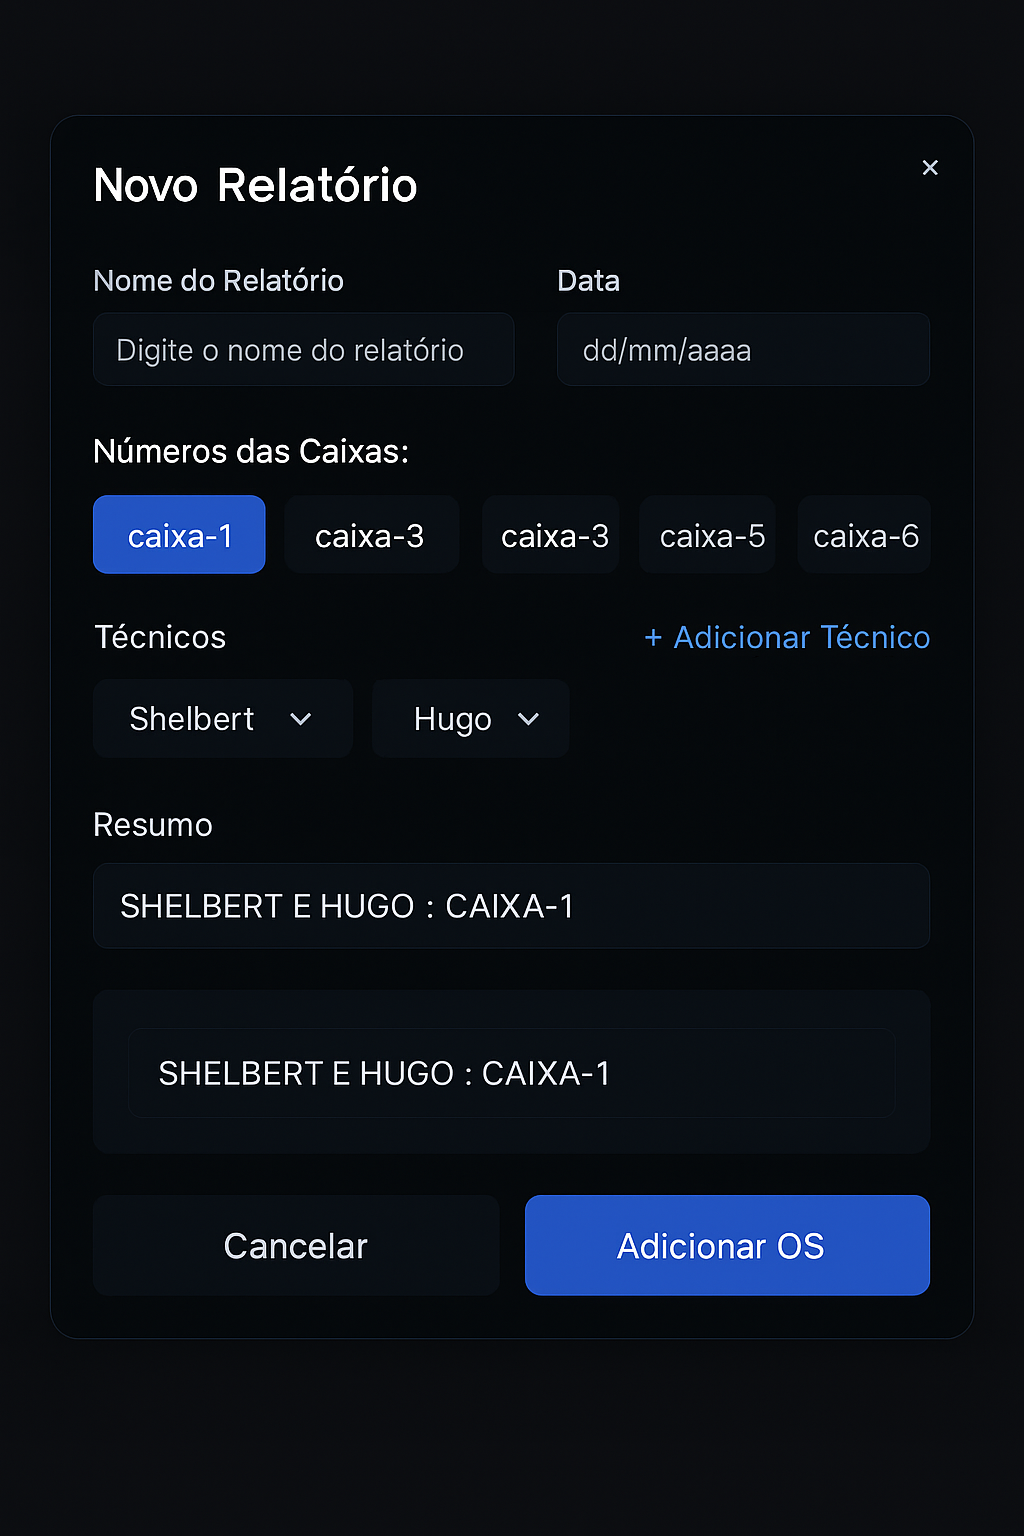 Novo Relatório
×
Nome do Relatório
Data
Digite o nome do relatório
dd/mm/aaaa
Números das Caixas:
caixa-1
caixa-3
caixa-3
caixa-5
caixa-6
Técnicos
+ Adicionar Técnico
Shelbert
Hugo
Resumo
SHELBERT E HUGO : CAIXA-1
SHELBERT E HUGO : CAIXA-1
Cancelar
Adicionar OS